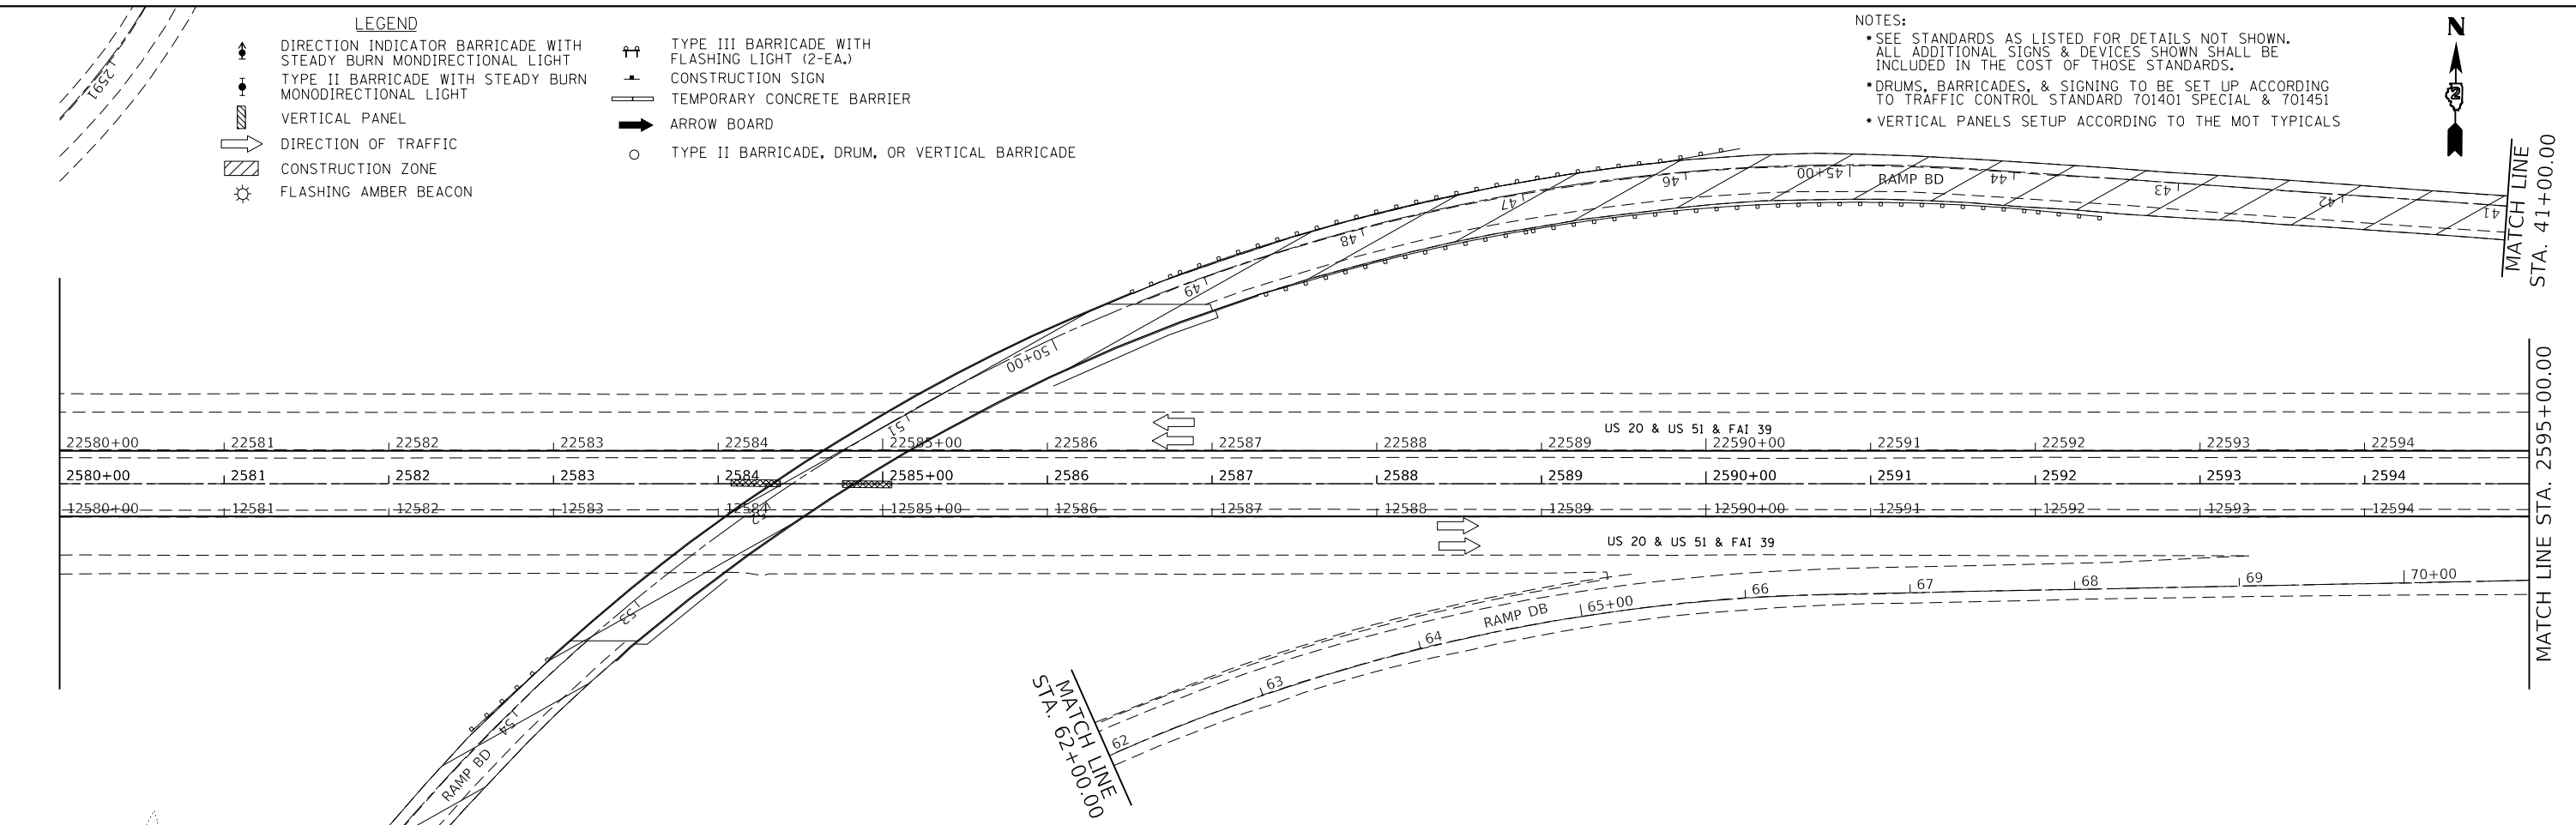 LEGEND
DIRECTION INDICATOR BARRICADE WITH
STEADY BURN MONDIRECTIONAL LIGHT
TYPE II BARRICADE WITH STEADY BURN
MONODIRECTIONAL LIGHT
VERTICAL PANEL
DIRECTION OF TRAFFIC
CONSTRUCTION ZONE
FLASHING AMBER BEACON
TYPE III BARRICADE WITH
FLASHING LIGHT (2-EA.)
CONSTRUCTION SIGN
TEMPORARY CONCRETE BARRIER
ARROW BOARD
TYPE II BARRICADE, DRUM, OR VERTICAL BARRICADE
NOTES:
* SEE STANDARDS AS LISTED FOR DETAILS NOT SHOWN.
ALL ADDITIONAL SIGNS & DEVICES SHOWN SHALL BE
INCLUDED IN THE COST OF THOSE STANDARDS.
* DRUMS, BARRICADES, & SIGNING TO BE SET UP ACCORDING
TO TRAFFIC CONTROL STANDARD 701401 SPECIAL & 701451
* VERTICAL PANELS SETUP ACCORDING TO THE MOT TYPICALS
N
2
2591
MATCH LINE
STA. 41+00.00
41
42
43
44
RAMP BD
45+00
46
47
48
49
50+00
51
52
53
54
RAMP BD
US 20 & US 51 & FAI 39
22580+00 22581 22582 22583 22584 22585+00 22586 22587 22588 22589 22590+00 22591 22592 22593 22594
2580+00 2581 2582 2583 2584 2585+00 2586 2587 2588 2589 2590+00 2591 2592 2593 2594
12580+00 12581 12582 12583 12584 12585+00 12586 12587 12588 12589 12590+00 12591 12592 12593 12594
US 20 & US 51 & FAI 39
MATCH LINE STA. 2595+00.00
MATCH LINE
STA. 62+00.00
62
63
64
RAMP DB
65+00
66
67
68
69
70+00